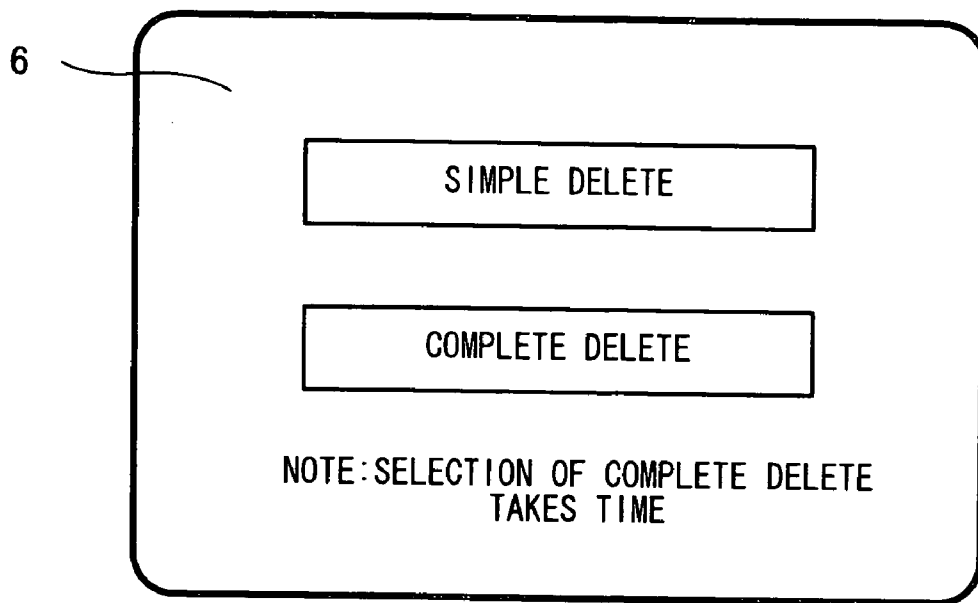 6
SIMPLE DELETE
COMPLETE DELETE
NOTE:SELECTION OF COMPLETE DELETE
TAKES TIME